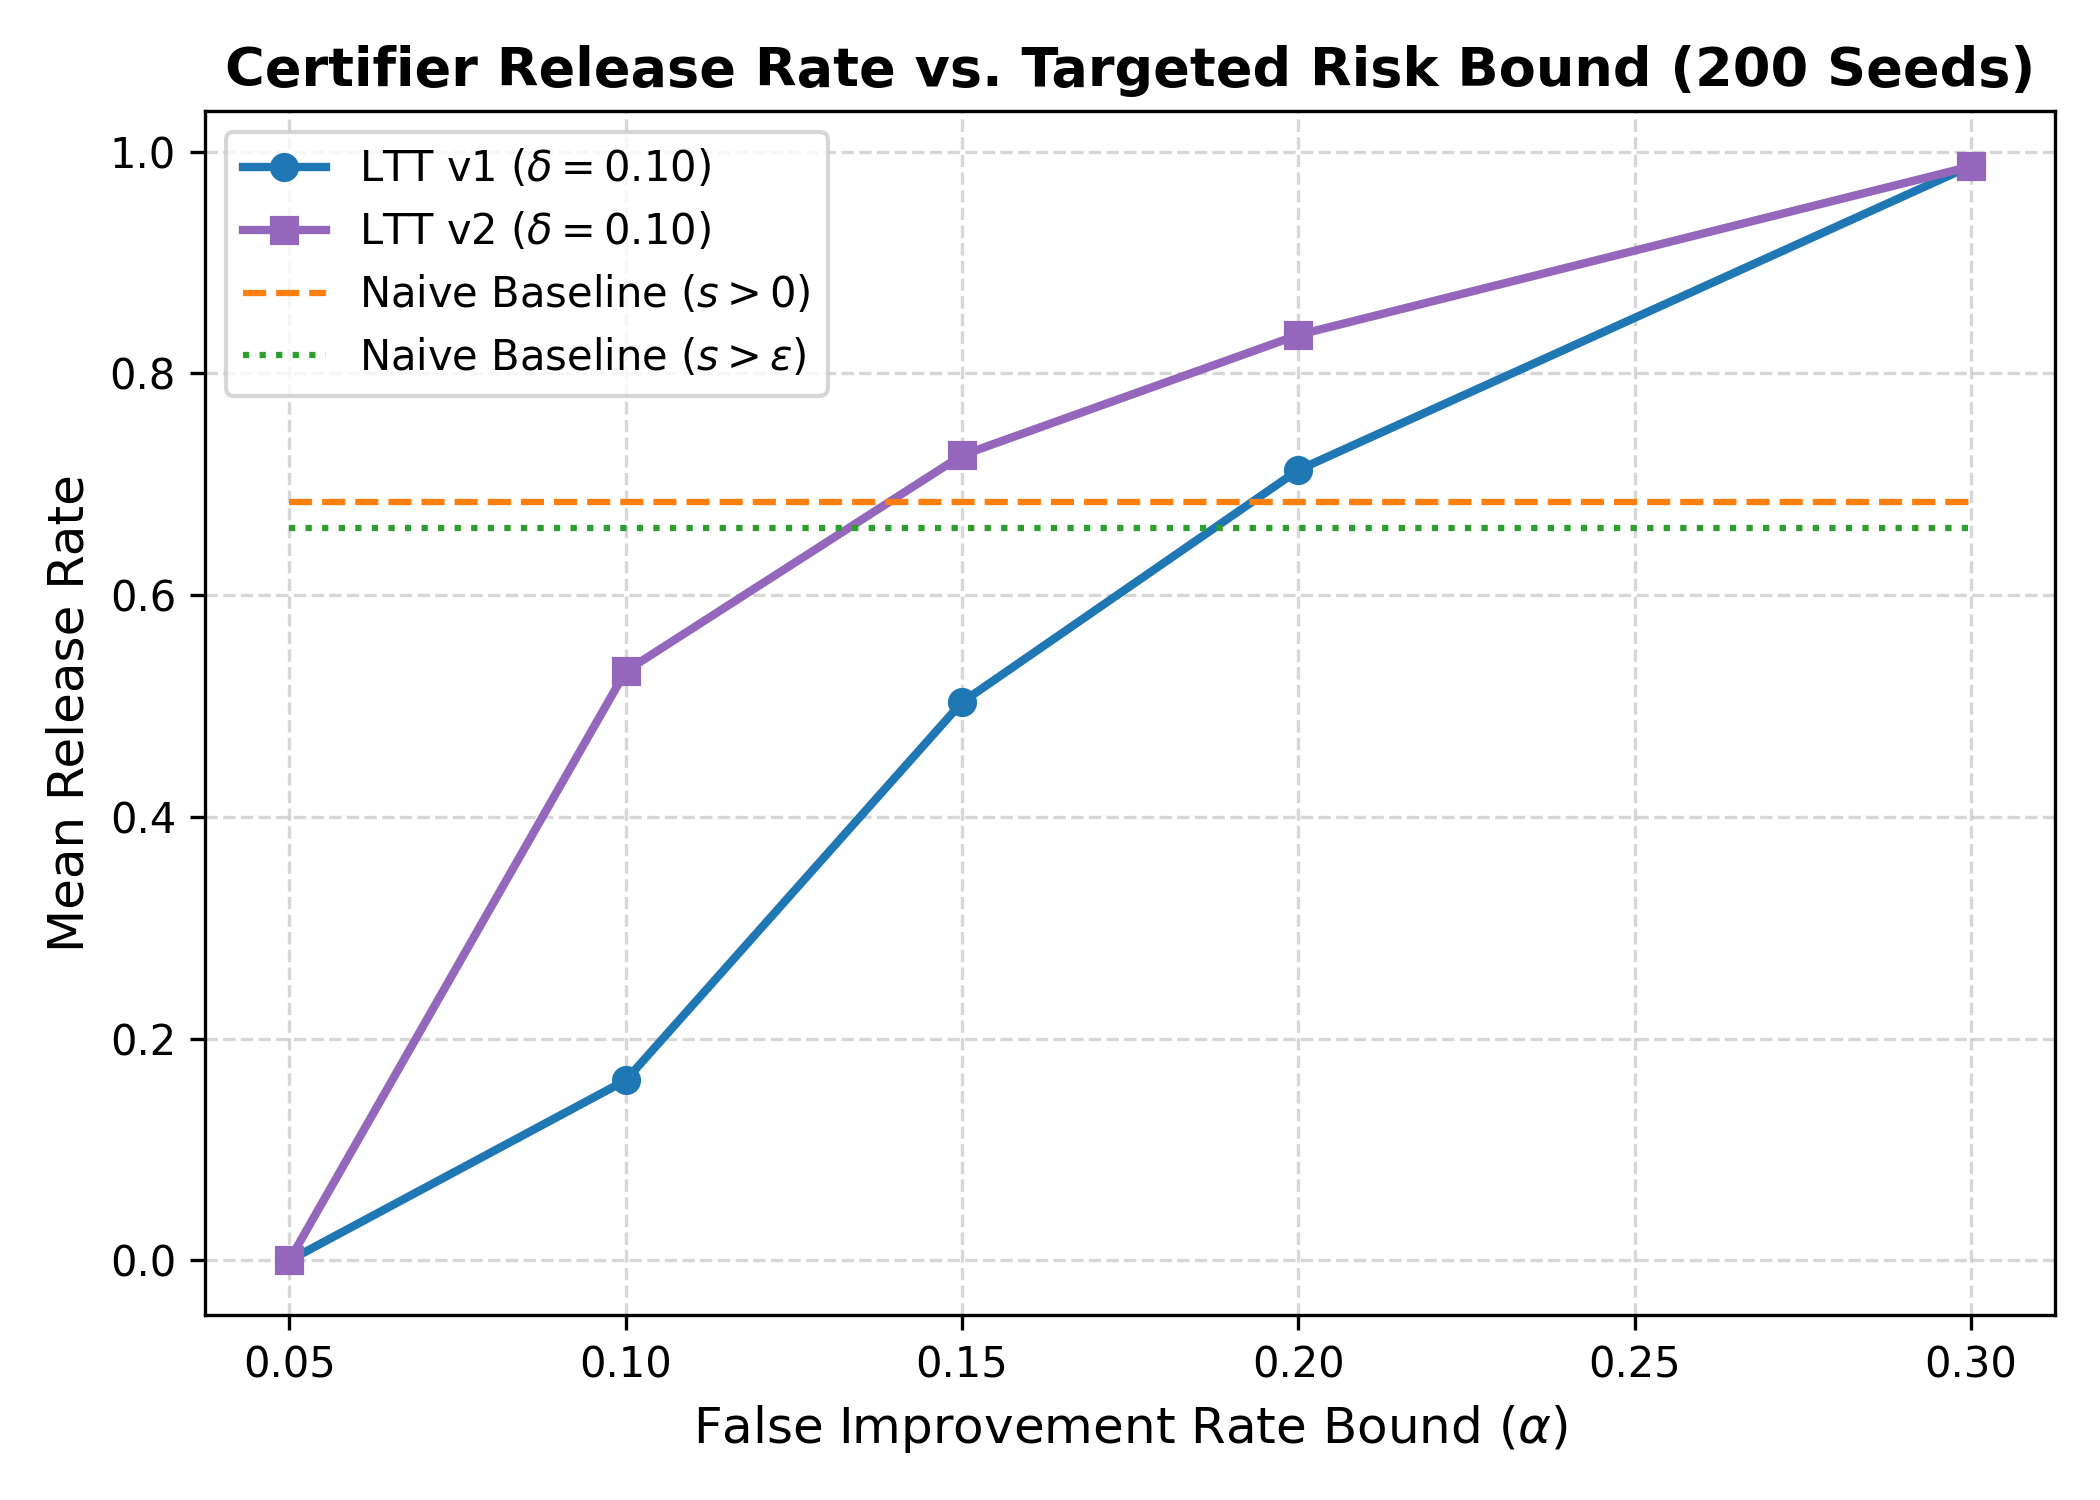 Certifier Release Rate vs. Targeted Risk Bound (200 Seeds)
LTT v1 (δ = 0.10)
LTT v2 (δ = 0.10)
Naive Baseline (s > 0)
Naive Baseline (s > ε)
Mean Release Rate
1.0
0.8
0.6
0.4
0.2
0.0
0.05 0.10 0.15 0.20 0.25 0.30
False Improvement Rate Bound (α)